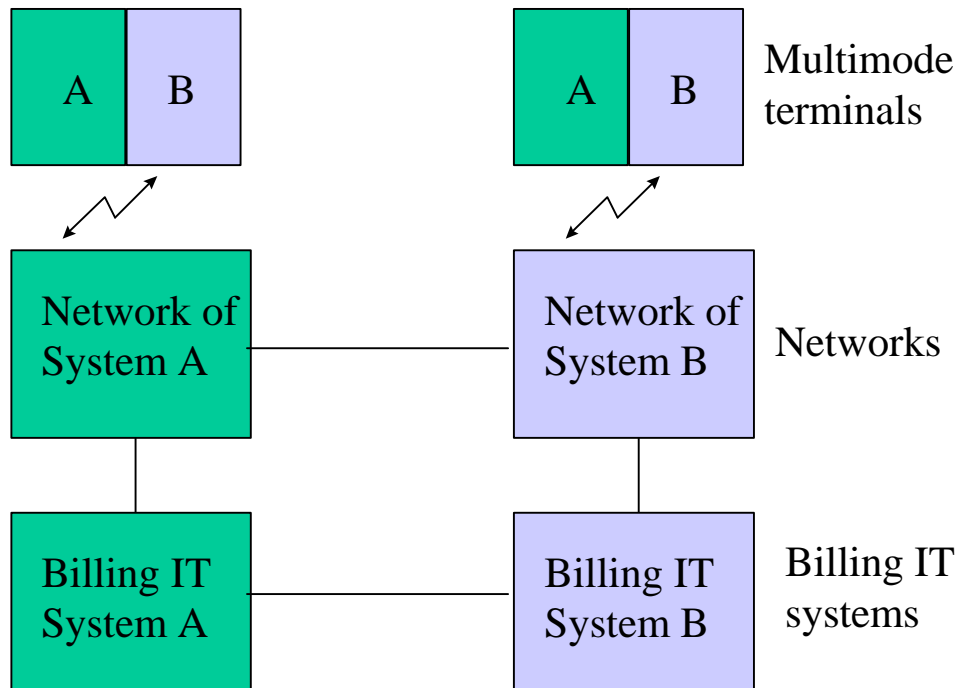 A
B
A
B
Multimode
terminals
Network of
System A
Network of
System B
Networks
Billing IT
System A
Billing IT
System B
Billing IT
systems